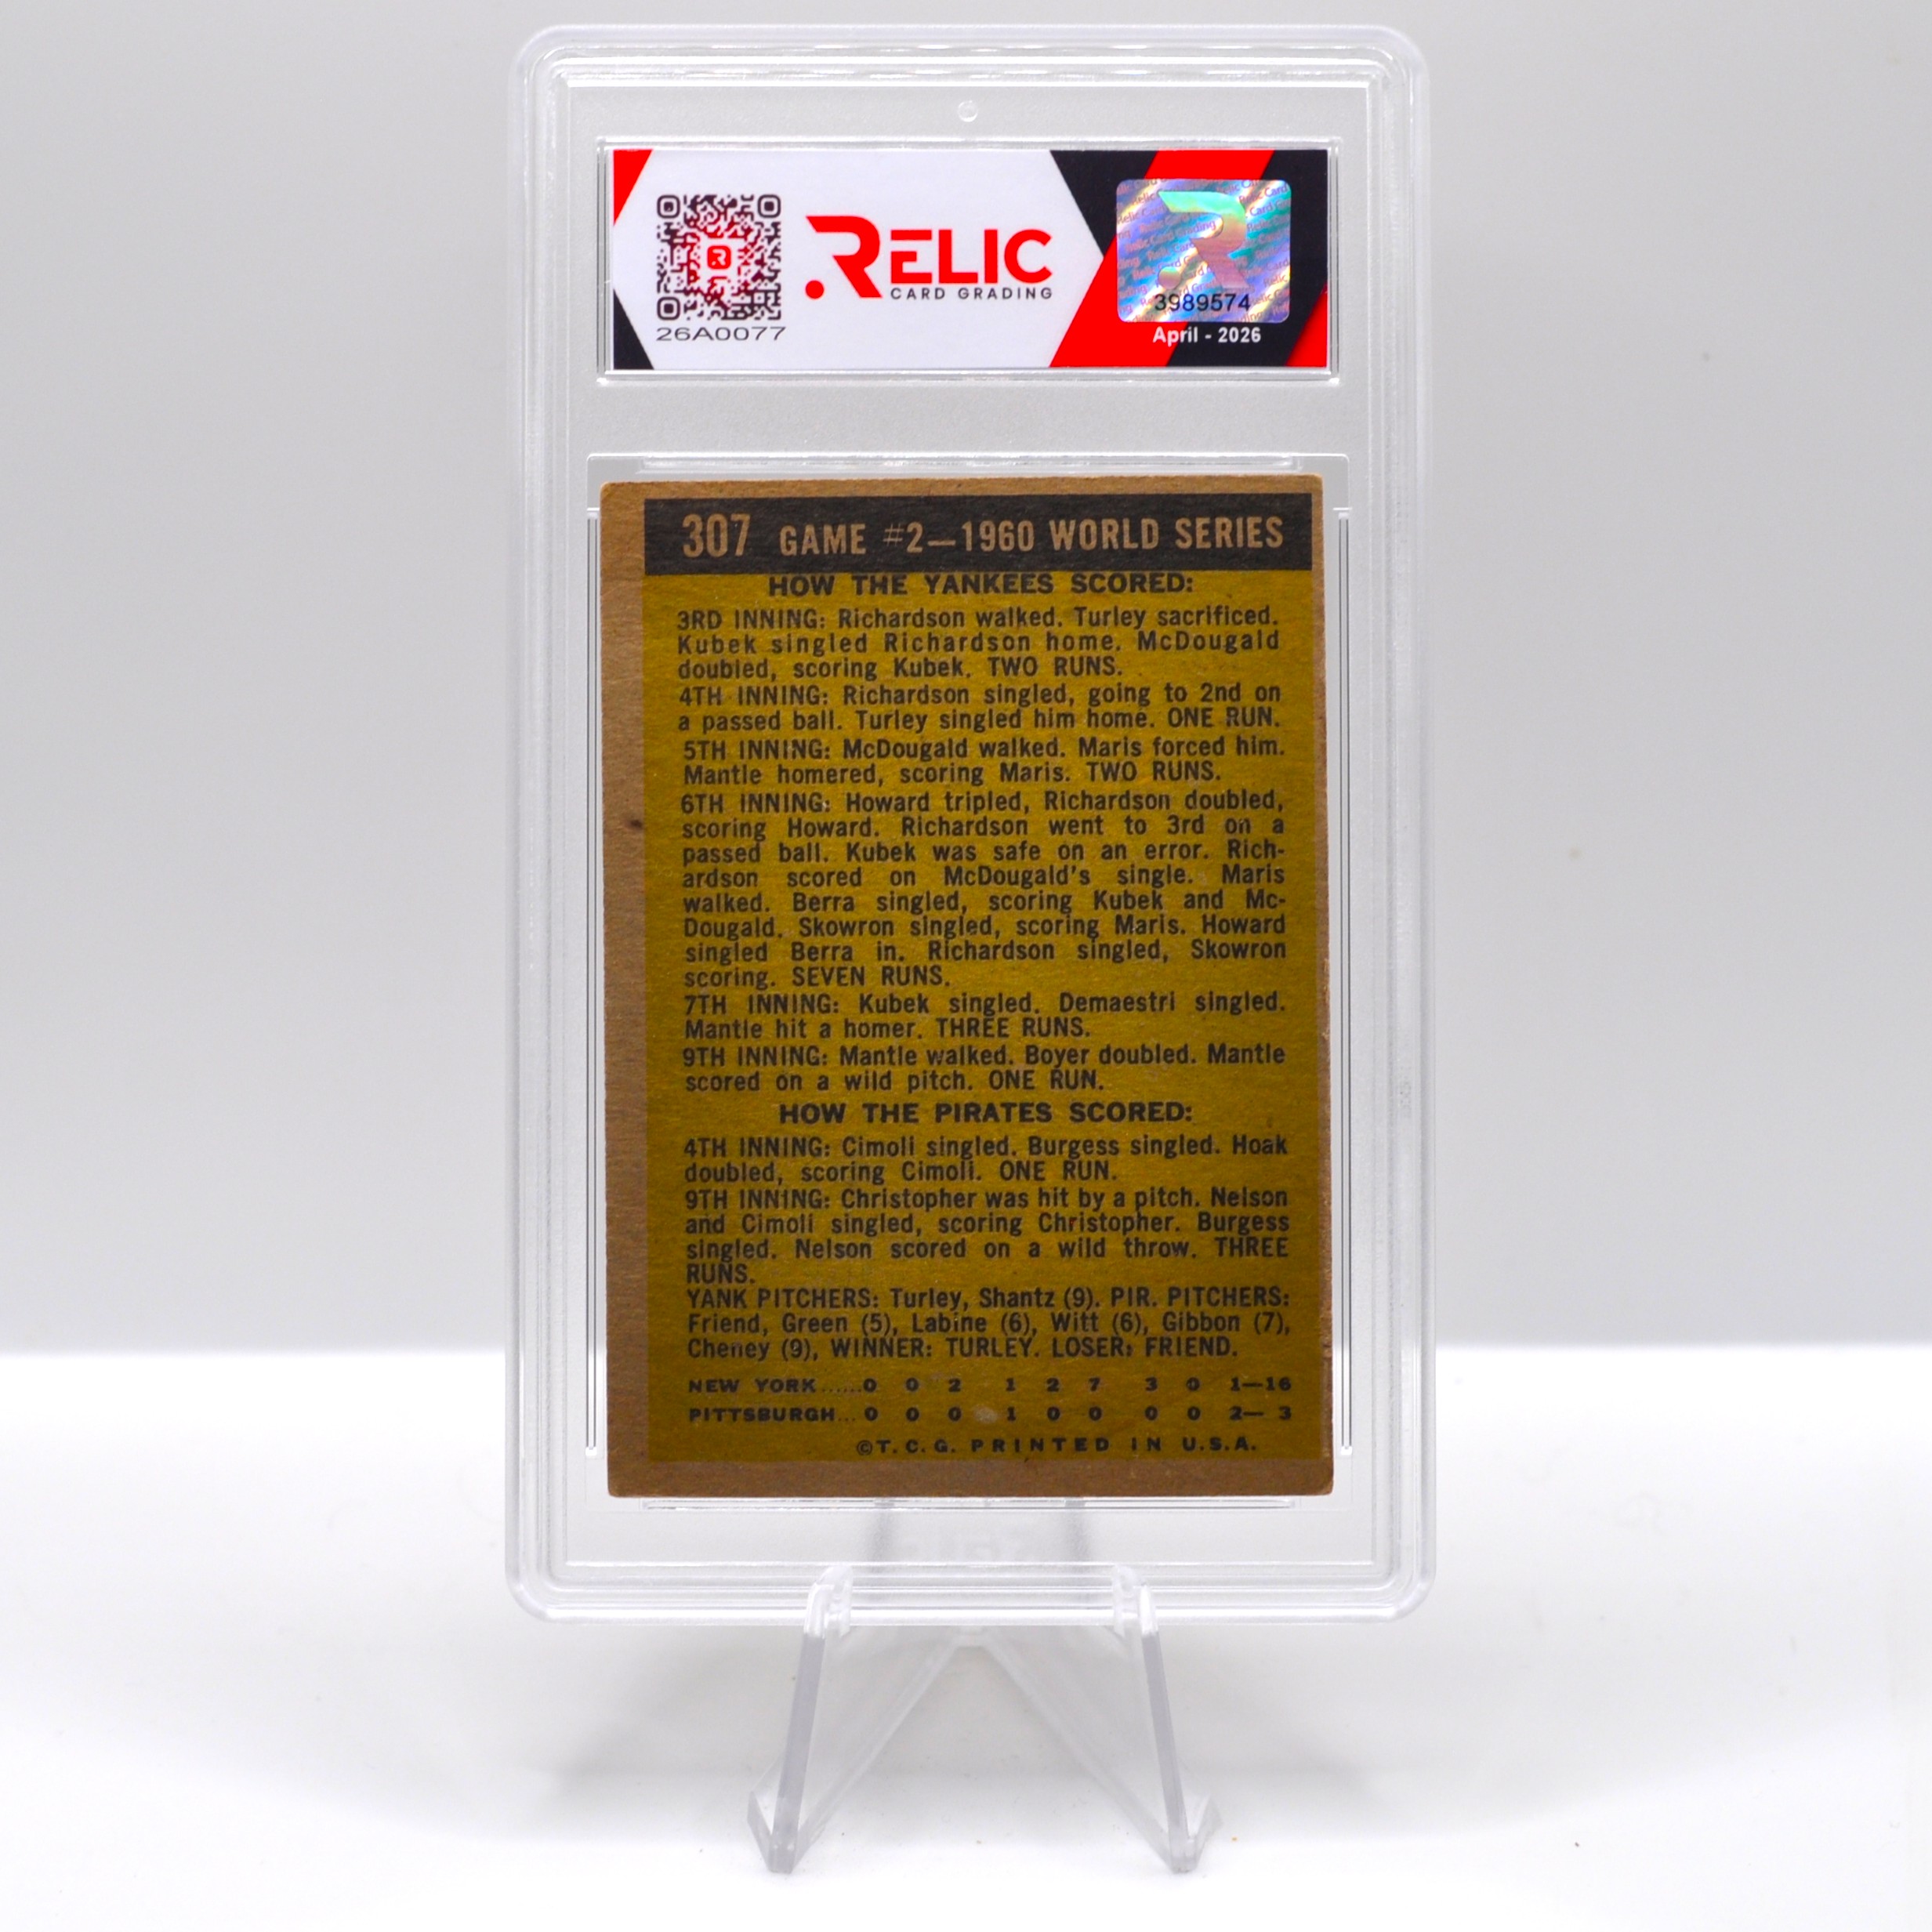 RELIC
CARD GRADING
26A0077
3989574
April - 2026
307 GAME #2—1960 WORLD SERIES
HOW THE YANKEES SCORED:
3RD INNING: Richardson walked. Turley sacrificed.
Kubek singled Richardson home. McDougald
doubled, scoring Kubek. TWO RUNS.
4TH INNING: Richardson singled, going to 2nd on
a passed ball. Turley singled him home. ONE RUN.
5TH INNING: McDougald walked. Maris forced him.
Mantle homered, scoring Maris. TWO RUNS.
6TH INNING: Howard tripled, Richardson doubled,
scoring Howard. Richardson went to 3rd on a
passed ball. Kubek was safe on an error. Rich-
ardson scored on McDougald's single. Maris
walked. Berra singled, scoring Kubek and Mc-
Dougald. Skowron singled, scoring Maris. Howard
singled Berra in. Richardson singled, Skowron
scoring. SEVEN RUNS.
7TH INNING: Kubek singled. Demaestri singled.
Mantle hit a homer. THREE RUNS.
9TH INNING: Mantle walked. Boyer doubled. Mantle
scored on a wild pitch. ONE RUN.
HOW THE PIRATES SCORED:
4TH INNING: Cimoli singled. Burgess singled. Hoak
doubled, scoring Cimoli. ONE RUN.
9TH INNING: Christopher was hit by a pitch. Nelson
and Cimoli singled, scoring Christopher. Burgess
singled. Nelson scored on a wild throw. THREE
RUNS.
YANK PITCHERS: Turley, Shantz (9). PIR. PITCHERS:
Friend, Green (5), Labine (6), Witt (6), Gibbon (7),
Cheney (9), WINNER: TURLEY. LOSER: FRIEND.
NEW YORK......0 0 2 1 2 7 3 0 1—16
PITTSBURGH...0 0 0 1 0 0 0 0 2— 3
©T.C.G. PRINTED IN U.S.A.